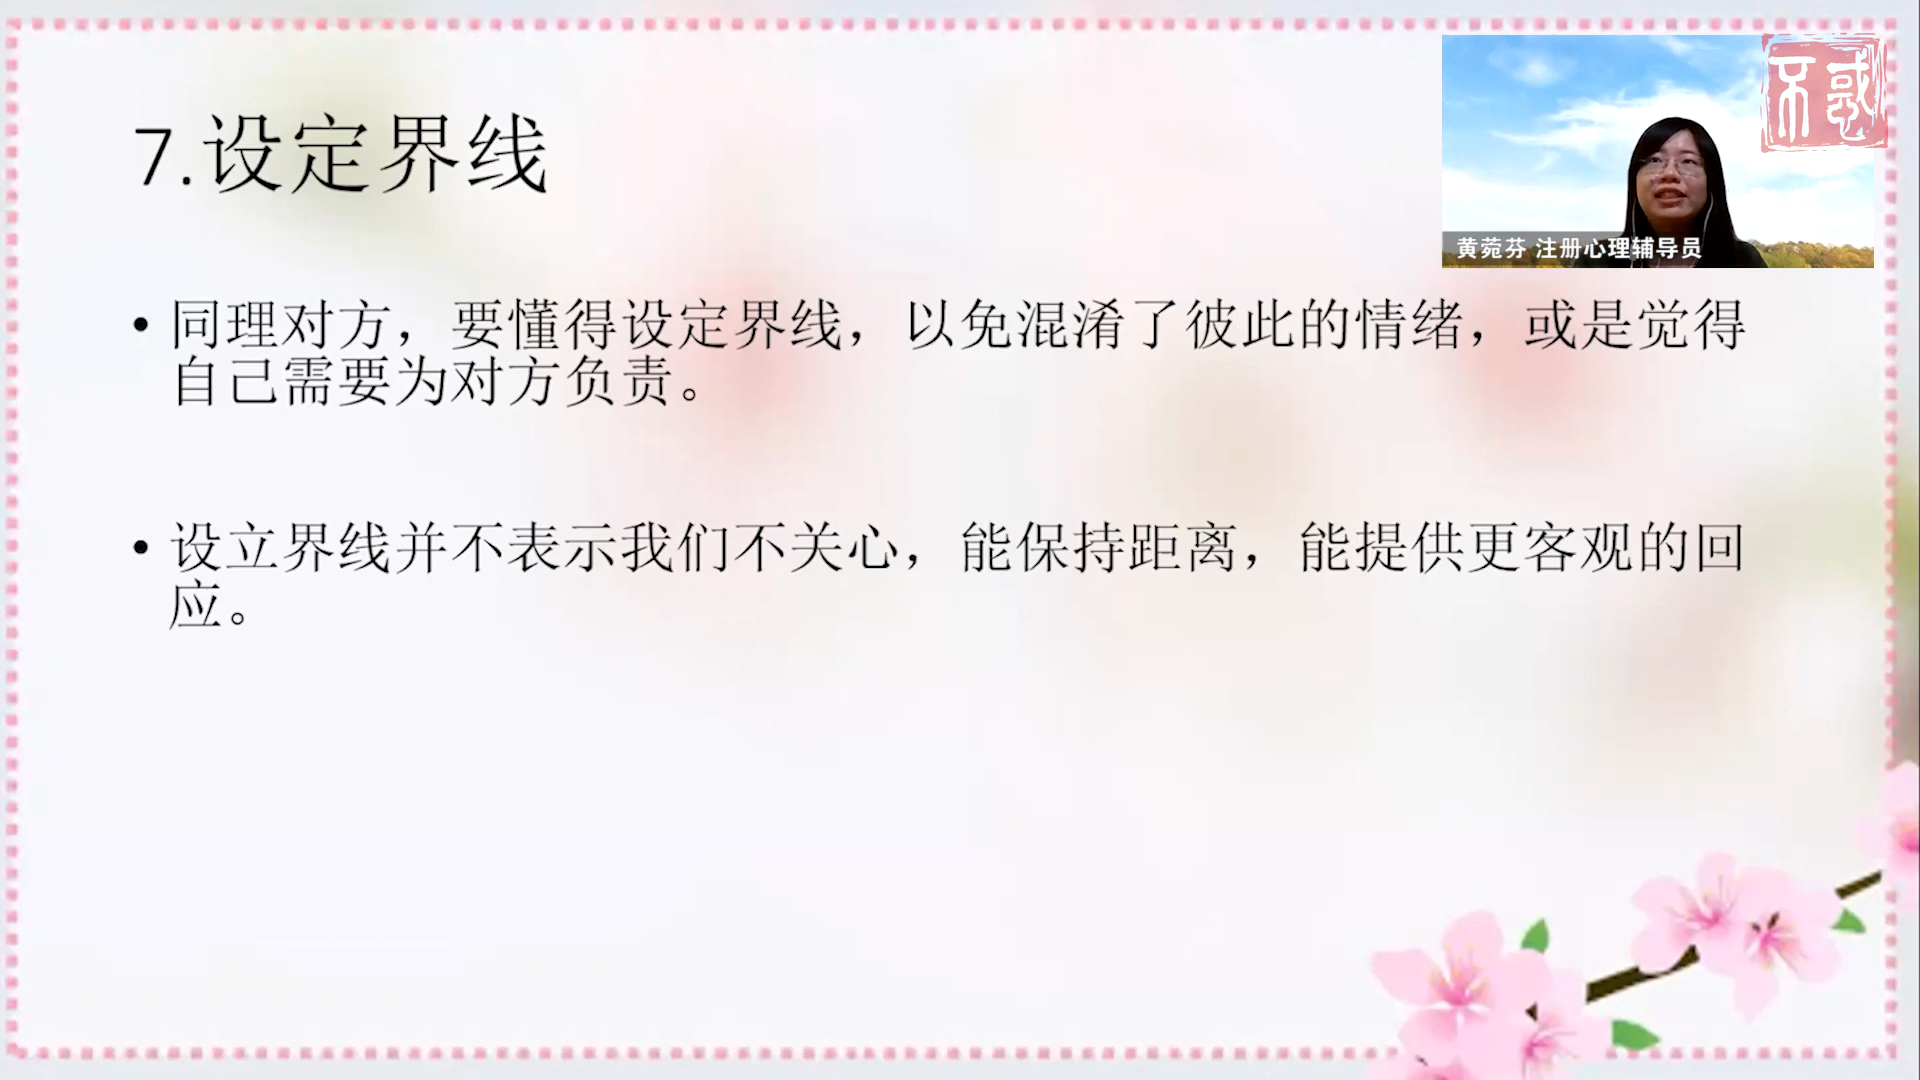 7.设定界线
不惑
黄菀芬 注册心理辅导员
• 同理对方，要懂得设定界线，以免混淆了彼此的情绪，或是觉得
自己需要为对方负责。
• 设立界线并不表示我们不关心，能保持距离，能提供更客观的回
应。